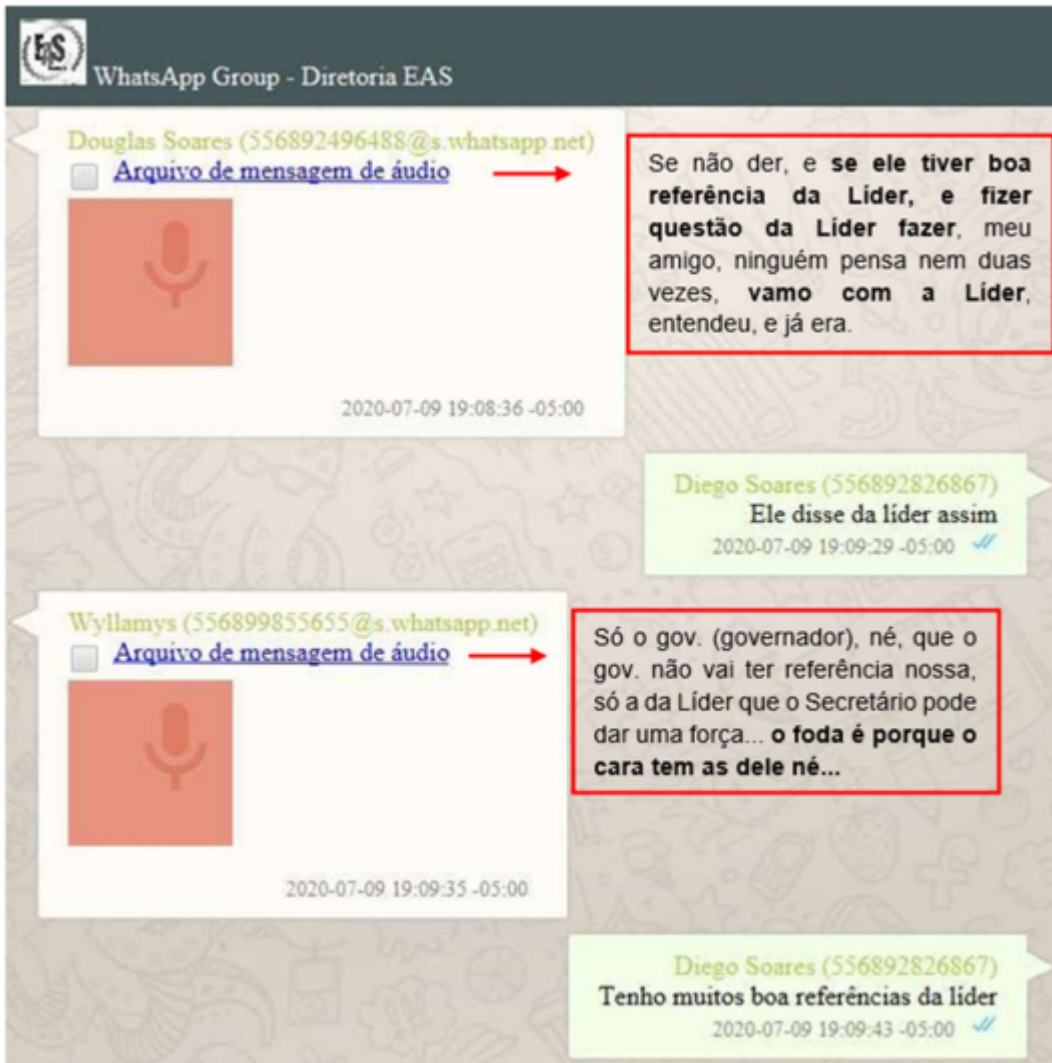 EAS
WhatsApp Group - Diretoria EAS
Douglas Soares (556892496488@s.whatsapp.net)
Arquivo de mensagem de áudio
Se não der, e se ele tiver boa
referência da Líder, e fizer
questão da Líder fazer, meu
amigo, ninguém pensa nem duas
vezes, vamo com a Líder,
entendeu, e já era.
2020-07-09 19:08:36 -05:00
Diego Soares (556892826867)
Ele disse da líder assim
2020-07-09 19:09:29 -05:00
Wyllamys (556899855655@s.whatsapp.net)
Arquivo de mensagem de áudio
Só o gov. (governador), né, que o
gov. não vai ter referência nossa,
só a da Líder que o Secretário pode
dar uma força... o foda é porque o
cara tem as dele né...
2020-07-09 19:09:35 -05:00
Diego Soares (556892826867)
Tenho muitos boa referências da líder
2020-07-09 19:09:43 -05:00